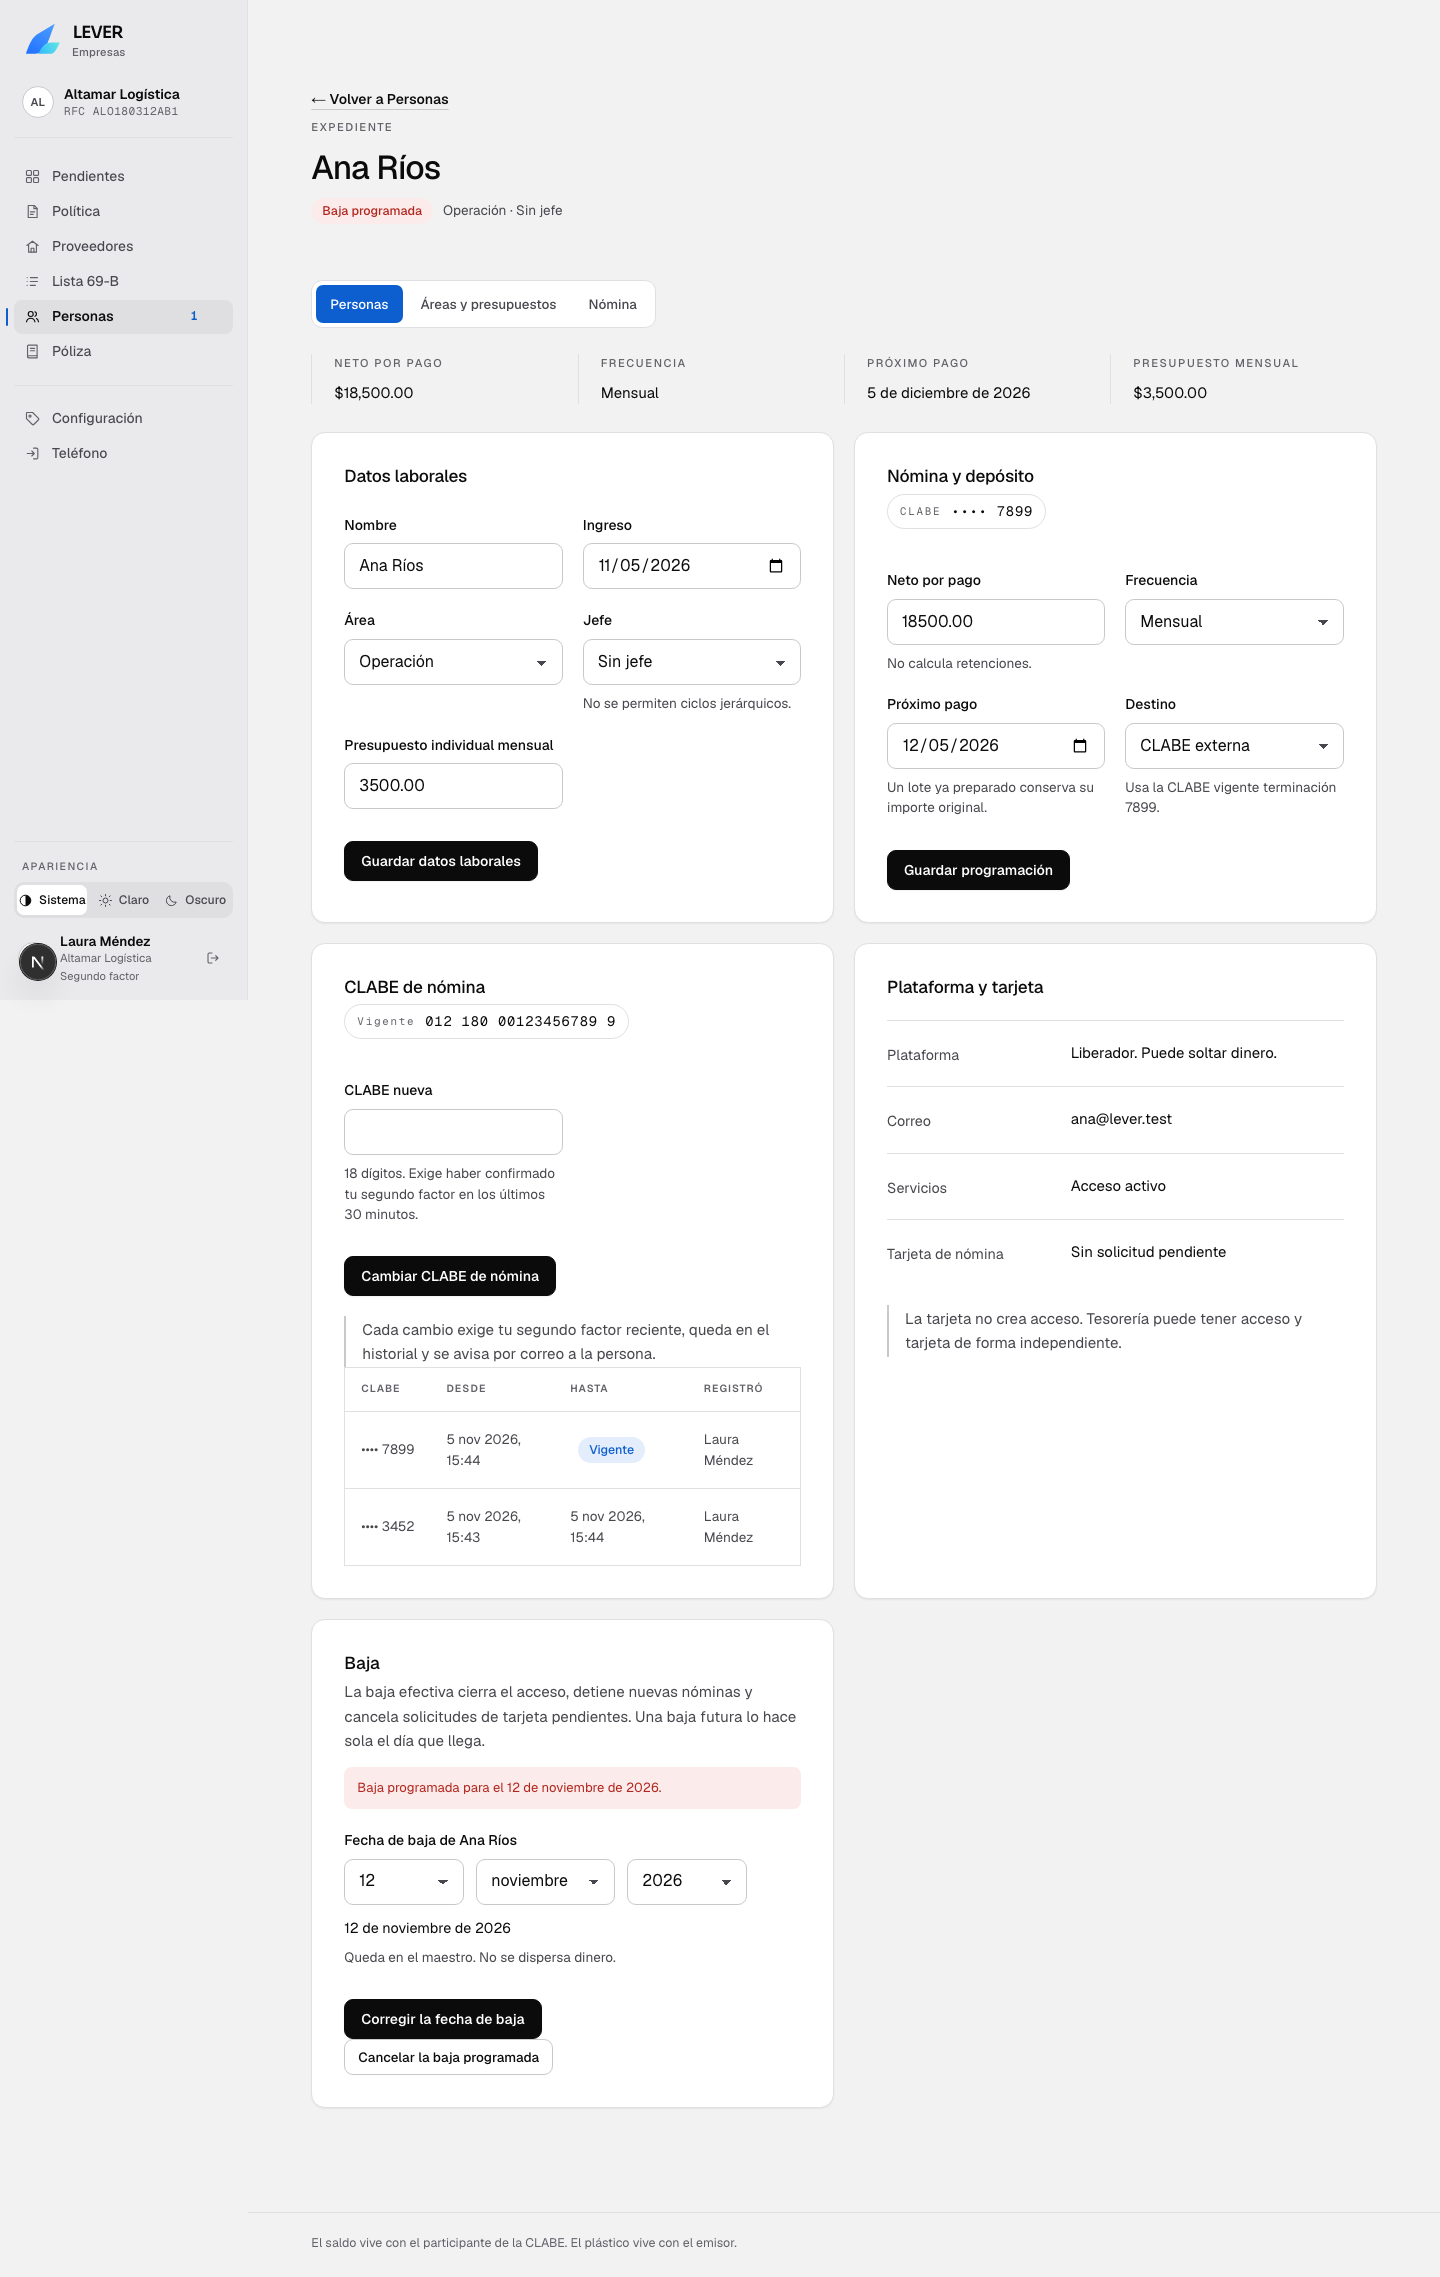 LEVER
Empresas
AL
Altamar Logística
RFC ALO180312AB1
Pendientes
Política
Proveedores
Lista 69-B
Personas 1
Póliza
Configuración
Teléfono
APARIENCIA
Sistema Claro Oscuro
N
Laura Méndez
Altamar Logística
Segundo factor
← Volver a Personas
EXPEDIENTE
Ana Ríos
Baja programada Operación · Sin jefe
Personas Áreas y presupuestos Nómina
NETO POR PAGO FRECUENCIA PRÓXIMO PAGO PRESUPUESTO MENSUAL
$18,500.00 Mensual 5 de diciembre de 2026 $3,500.00
Datos laborales
Nombre Ingreso
Ana Ríos 11/05/2026
Área Jefe
Operación Sin jefe
No se permiten ciclos jerárquicos.
Presupuesto individual mensual
3500.00
Guardar datos laborales
Nómina y depósito
CLABE •••• 7899
Neto por pago Frecuencia
18500.00 Mensual
No calcula retenciones.
Próximo pago Destino
12/05/2026 CLABE externa
Un lote ya preparado conserva su
importe original.
Usa la CLABE vigente terminación
7899.
Guardar programación
CLABE de nómina
Vigente 012 180 00123456789 9
CLABE nueva
18 dígitos. Exige haber confirmado
tu segundo factor en los últimos
30 minutos.
Cambiar CLABE de nómina
Cada cambio exige tu segundo factor reciente, queda en el
historial y se avisa por correo a la persona.
CLABE DESDE HASTA REGISTRÓ
•••• 7899 5 nov 2026, 15:44 Vigente Laura Méndez
•••• 3452 5 nov 2026, 15:43 5 nov 2026, 15:44 Laura Méndez
Plataforma y tarjeta
Plataforma Liberador. Puede soltar dinero.
Correo ana@lever.test
Servicios Acceso activo
Tarjeta de nómina Sin solicitud pendiente
La tarjeta no crea acceso. Tesorería puede tener acceso y
tarjeta de forma independiente.
Baja
La baja efectiva cierra el acceso, detiene nuevas nóminas y
cancela solicitudes de tarjeta pendientes. Una baja futura lo hace
sola el día que llega.
Baja programada para el 12 de noviembre de 2026.
Fecha de baja de Ana Ríos
12 noviembre 2026
12 de noviembre de 2026
Queda en el maestro. No se dispersa dinero.
Corregir la fecha de baja
Cancelar la baja programada
El saldo vive con el participante de la CLABE. El plástico vive con el emisor.